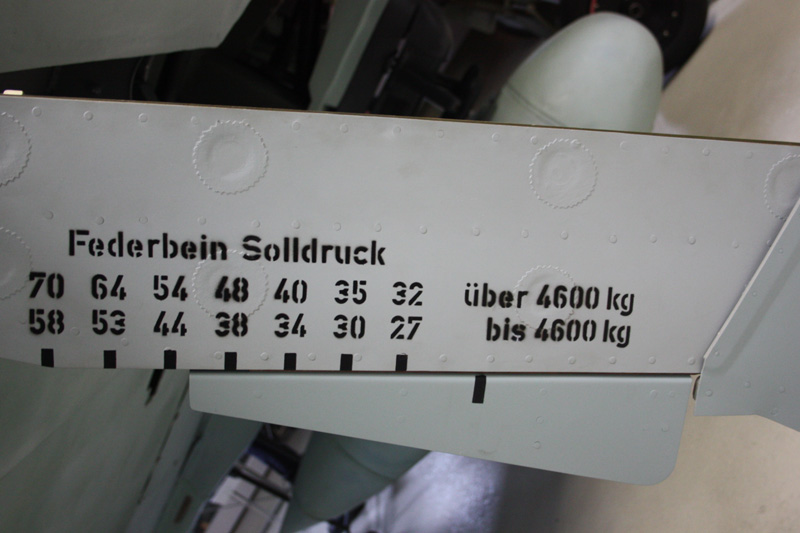 Federbein Solldruck
70 64 54 48 40 35 32 über 4600 kg
58 53 44 38 34 30 27 bis 4600 kg